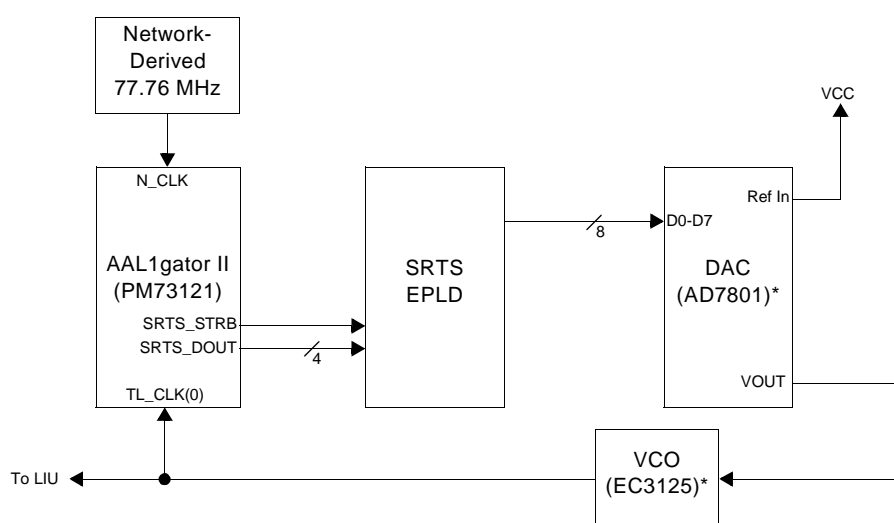 Network-
Derived
77.76 MHz
VCC
N_CLK
Ref In
D0-D7
8
AAL1gator II
(PM73121)
SRTS
EPLD
DAC
(AD7801)*
SRTS_STRB
SRTS_DOUT
4
VOUT
TL_CLK(0)
To LIU
VCO
(EC3125)*